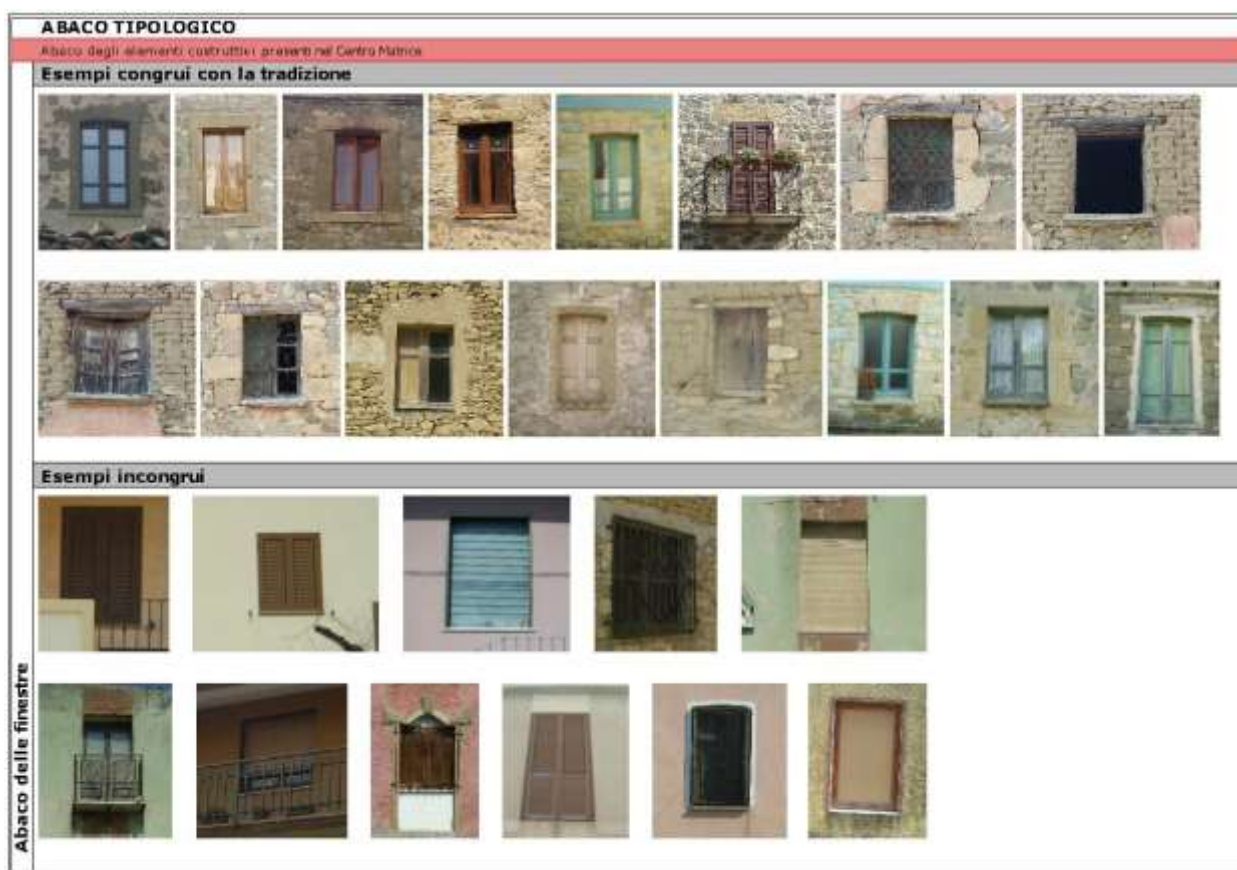 ABACO TIPOLOGICO
Abaco degli elementi costruttivi presenti nel Centro Matrice
Esempi congrui con la tradizione
Esempi incongrui
Abaco delle finestre